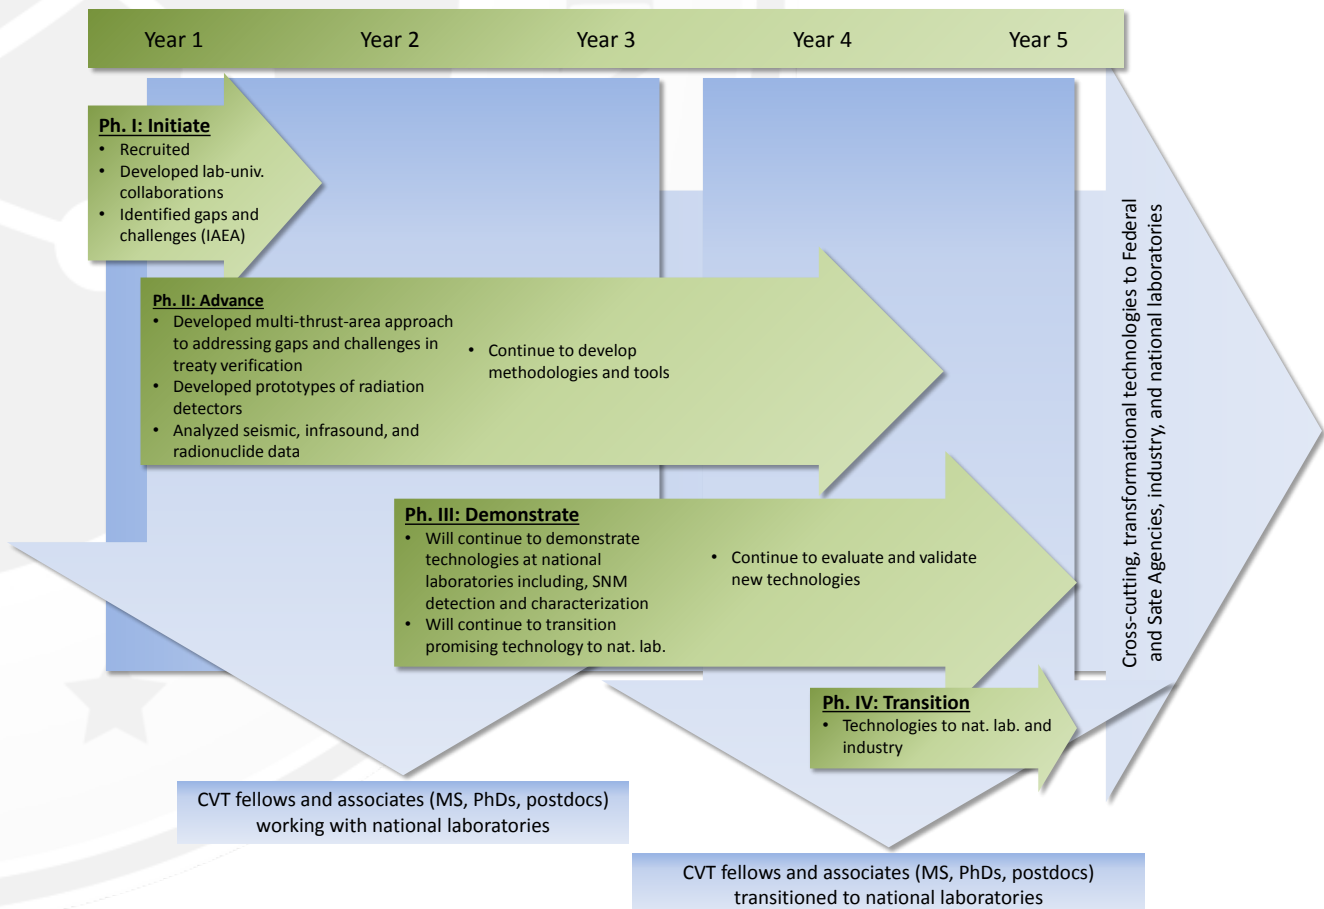 Year 1 Year 2 Year 3 Year 4 Year 5
Ph. I: Initiate
• Recruited
• Developed lab-univ.
collaborations
• Identified gaps and
challenges (IAEA)
Ph. II: Advance
• Developed multi-thrust-area approach
to addressing gaps and challenges in
treaty verification
• Developed prototypes of radiation
detectors
• Analyzed seismic, infrasound, and
radionuclide data
• Continue to develop
methodologies and tools
Ph. III: Demonstrate
• Will continue to demonstrate
technologies at national
laboratories including, SNM
detection and characterization
• Will continue to transition
promising technology to nat. lab.
• Continue to evaluate and validate
new technologies
Ph. IV: Transition
• Technologies to nat. lab. and
industry
Cross-cutting, transformational technologies to Federal
and Sate Agencies, industry, and national laboratories
CVT fellows and associates (MS, PhDs, postdocs)
working with national laboratories
CVT fellows and associates (MS, PhDs, postdocs)
transitioned to national laboratories